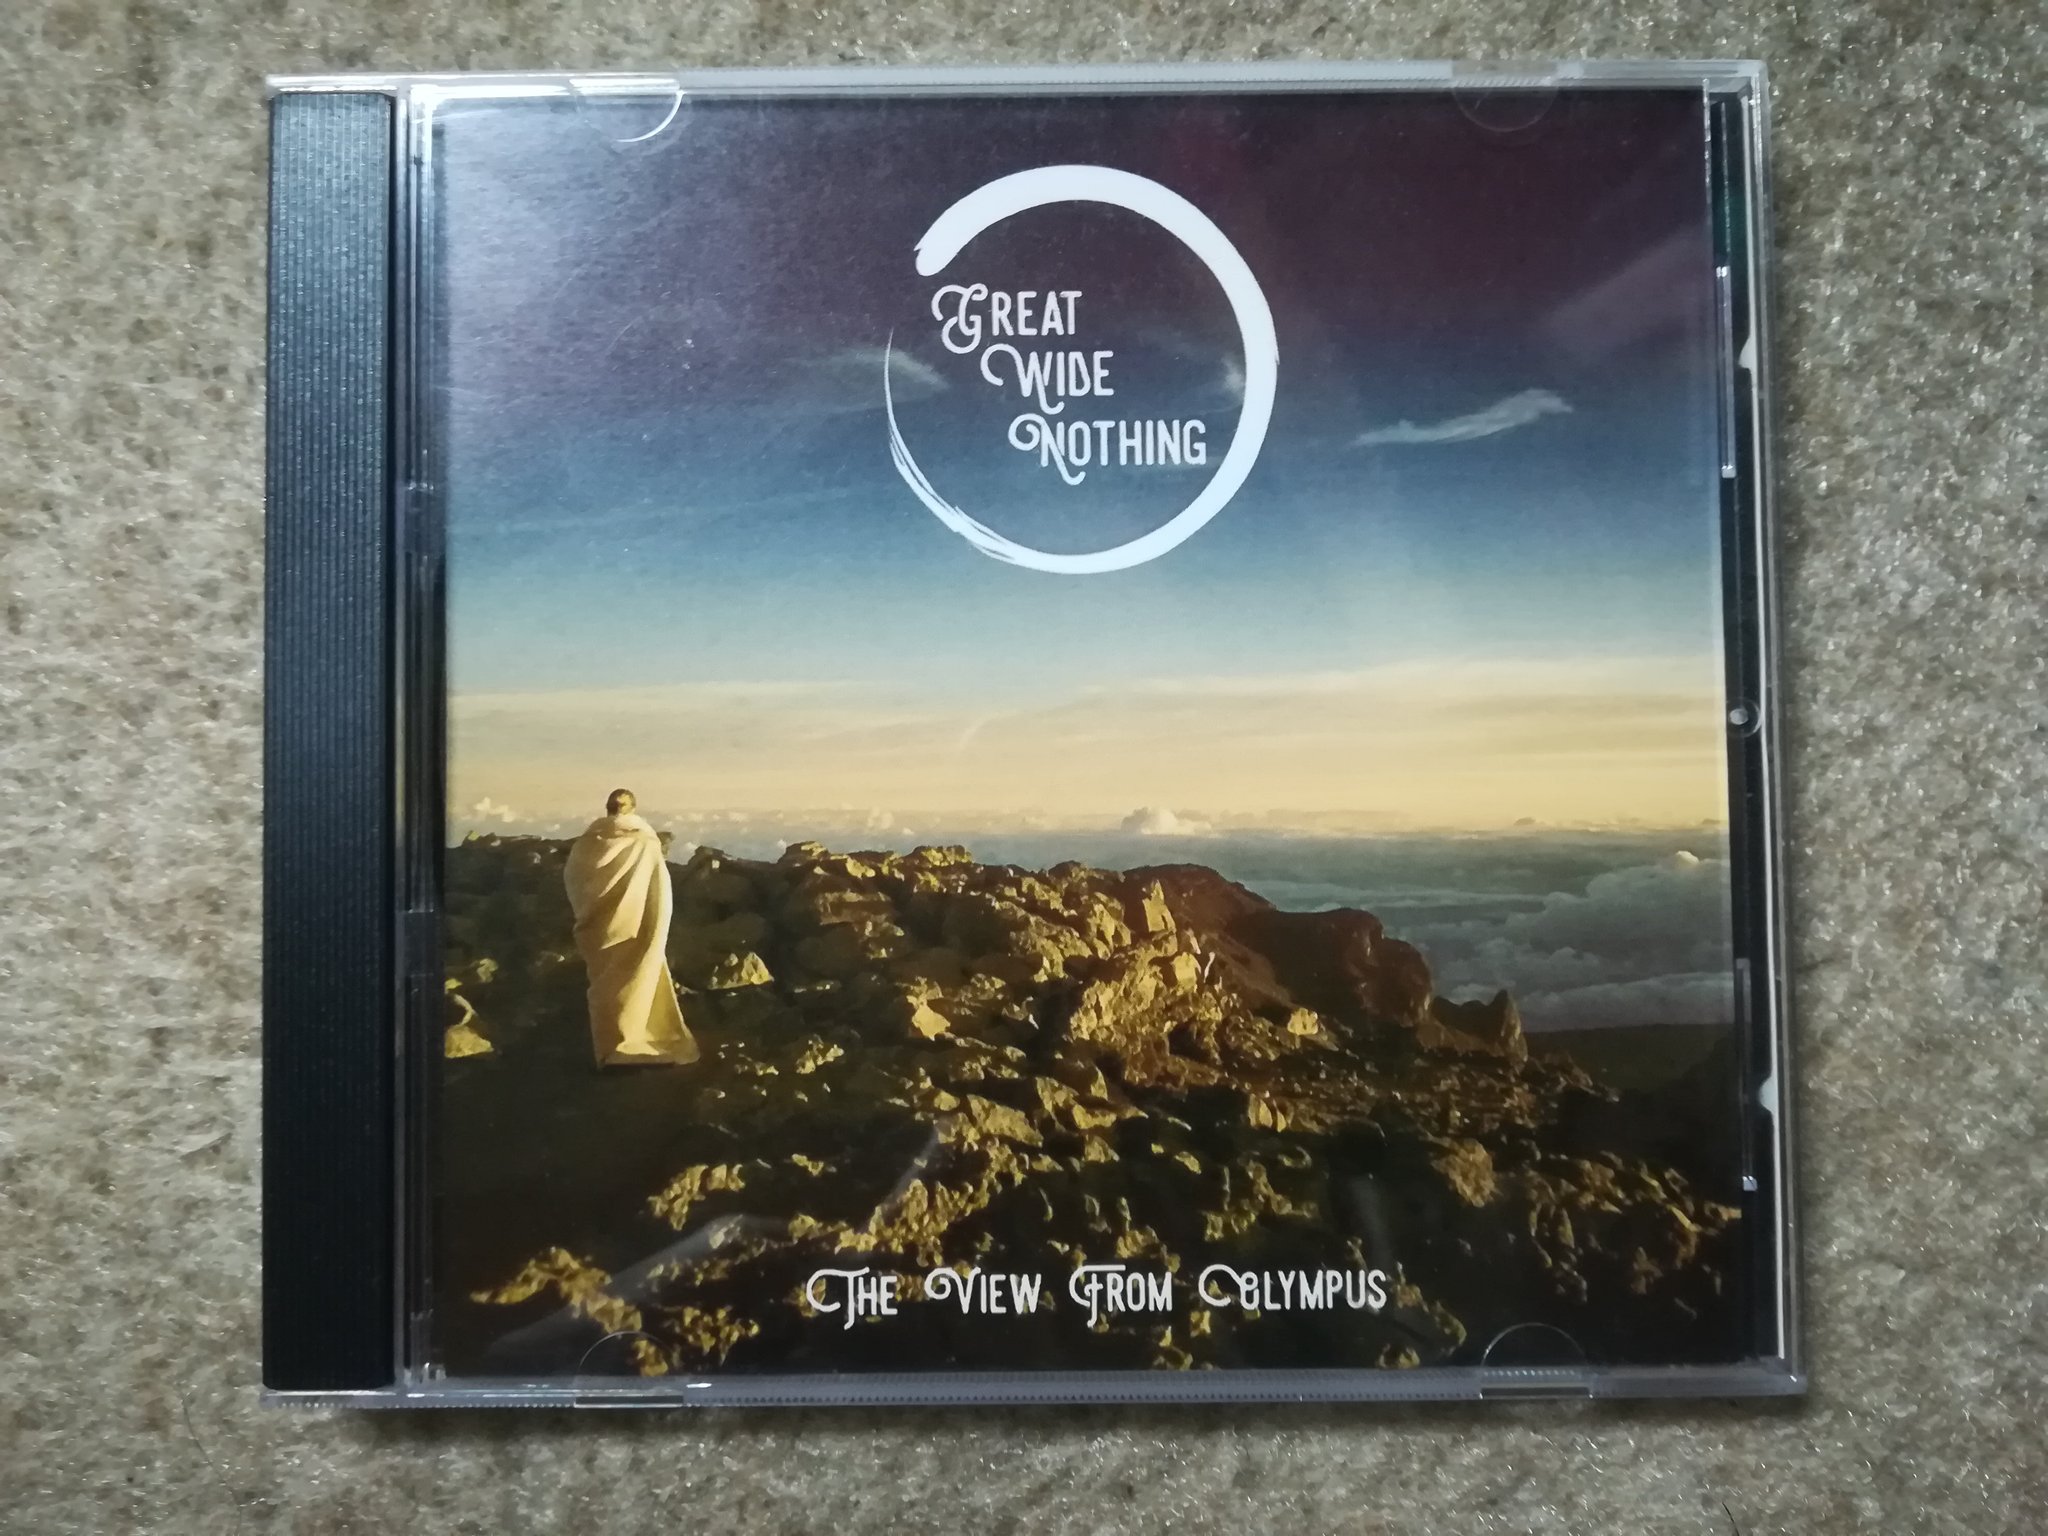 Great
Wide
Nothing
The View From Olympus